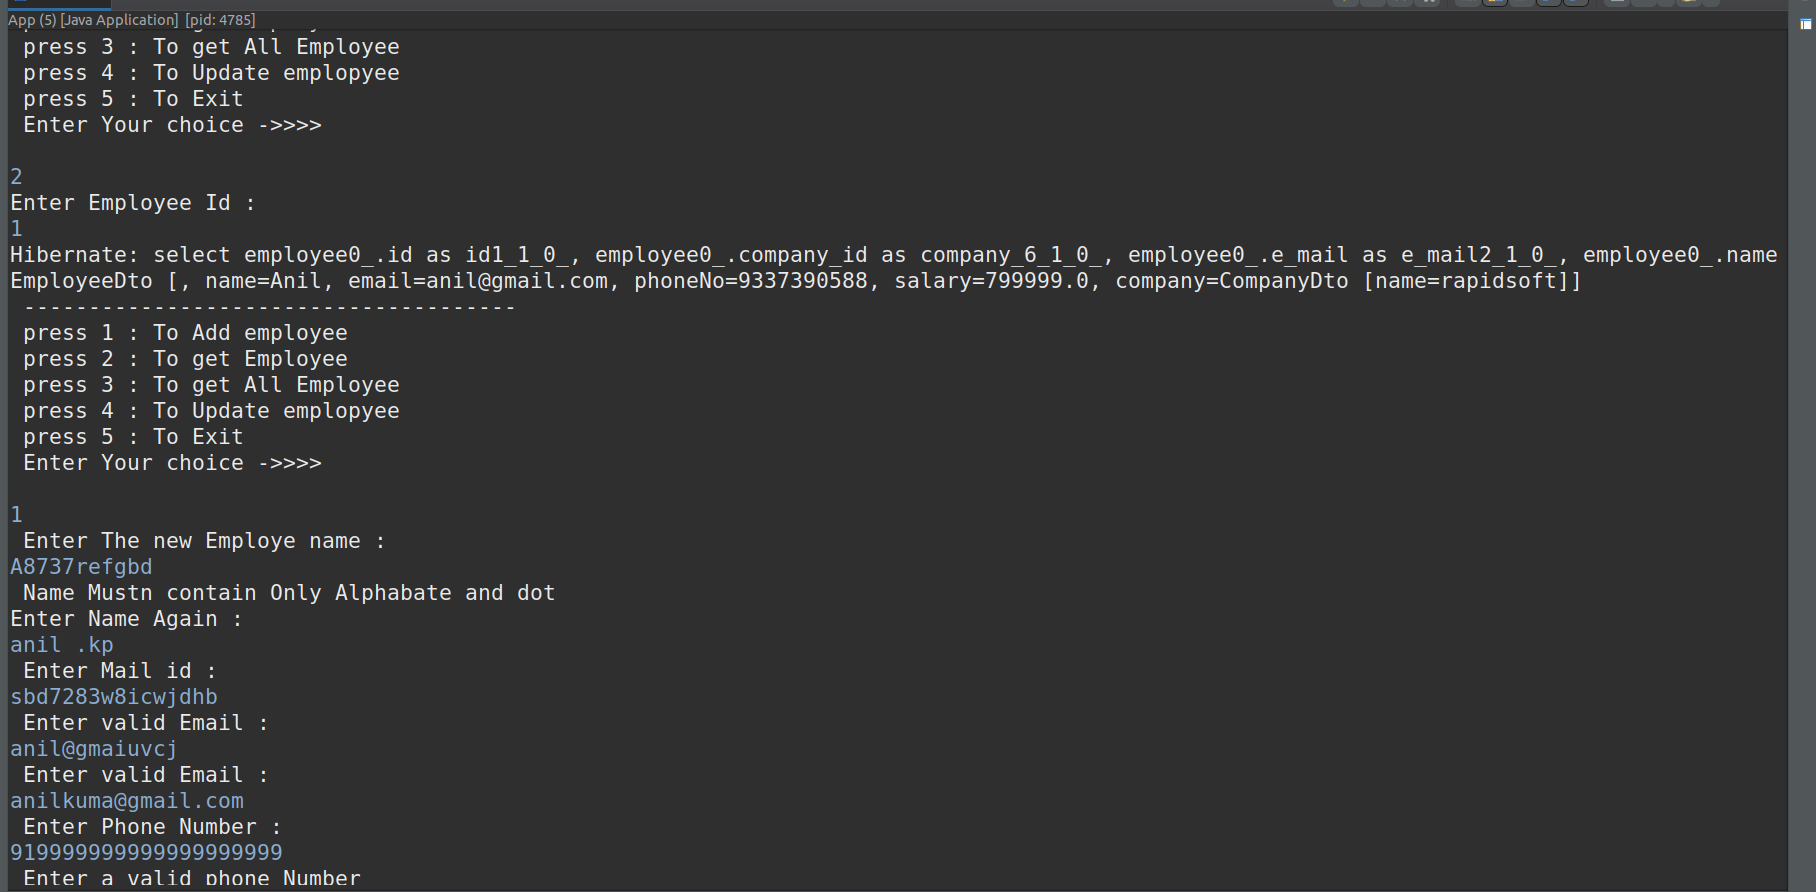 App (5) [Java Application] [pid: 4785]
press 3 : To get All Employee
press 4 : To Update emplopyee
press 5 : To Exit
Enter Your choice ->>>>
2
Enter Employee Id :
1
Hibernate: select employee0_.id as id1_1_0_, employee0_.company_id as company_6_1_0_, employee0_.e_mail as e_mail2_1_0_, employee0_.name
EmployeeDto [, name=Anil, email=anil@gmail.com, phoneNo=9337390588, salary=799999.0, company=CompanyDto [name=rapidsoft]]
--------------------------------------
press 1 : To Add employee
press 2 : To get Employee
press 3 : To get All Employee
press 4 : To Update emplopyee
press 5 : To Exit
Enter Your choice ->>>>
1
Enter The new Employe name :
A8737refgbd
Name Mustn contain Only Alphabate and dot
Enter Name Again :
anil .kp
Enter Mail id :
sbd7283w8icwjdhb
Enter valid Email :
anil@gmaiuvcj
Enter valid Email :
anilkuma@gmail.com
Enter Phone Number :
919999999999999999999
Enter a valid phone Number